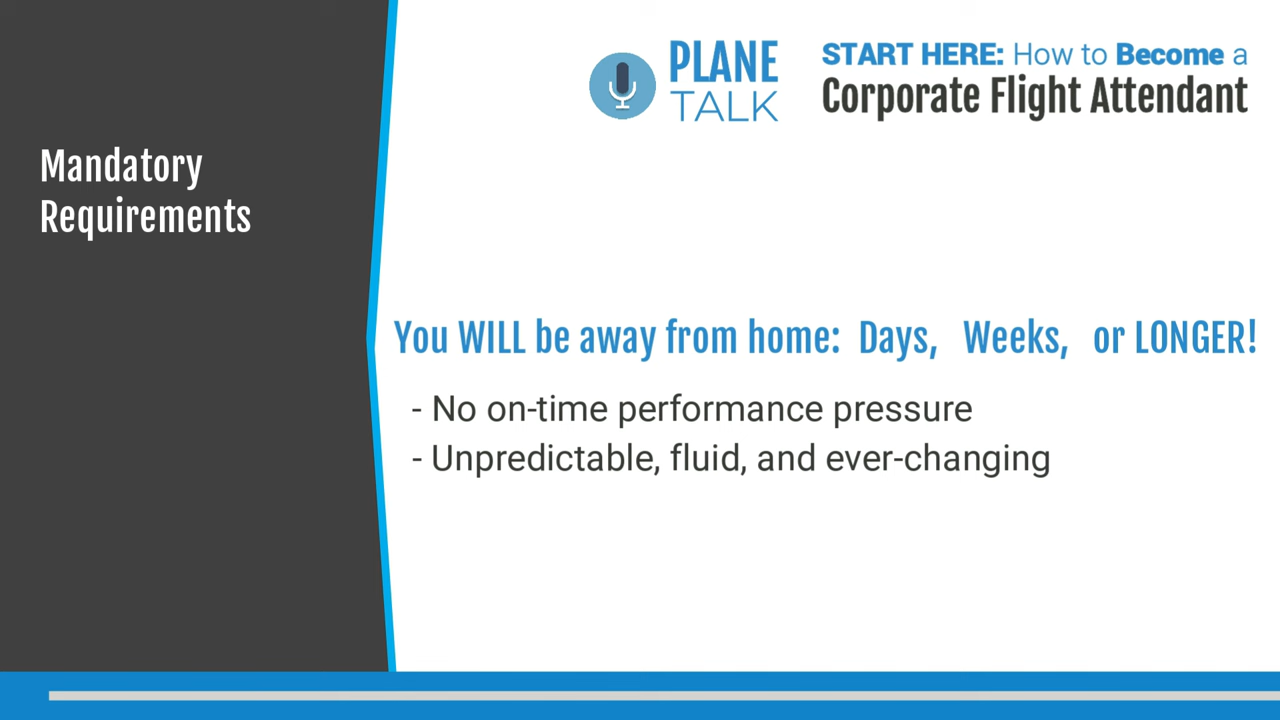 PLANE
TALK
START HERE: How to Become a
Corporate Flight Attendant
Mandatory
Requirements
You WILL be away from home: Days, Weeks, or LONGER!
- No on-time performance pressure
- Unpredictable, fluid, and ever-changing